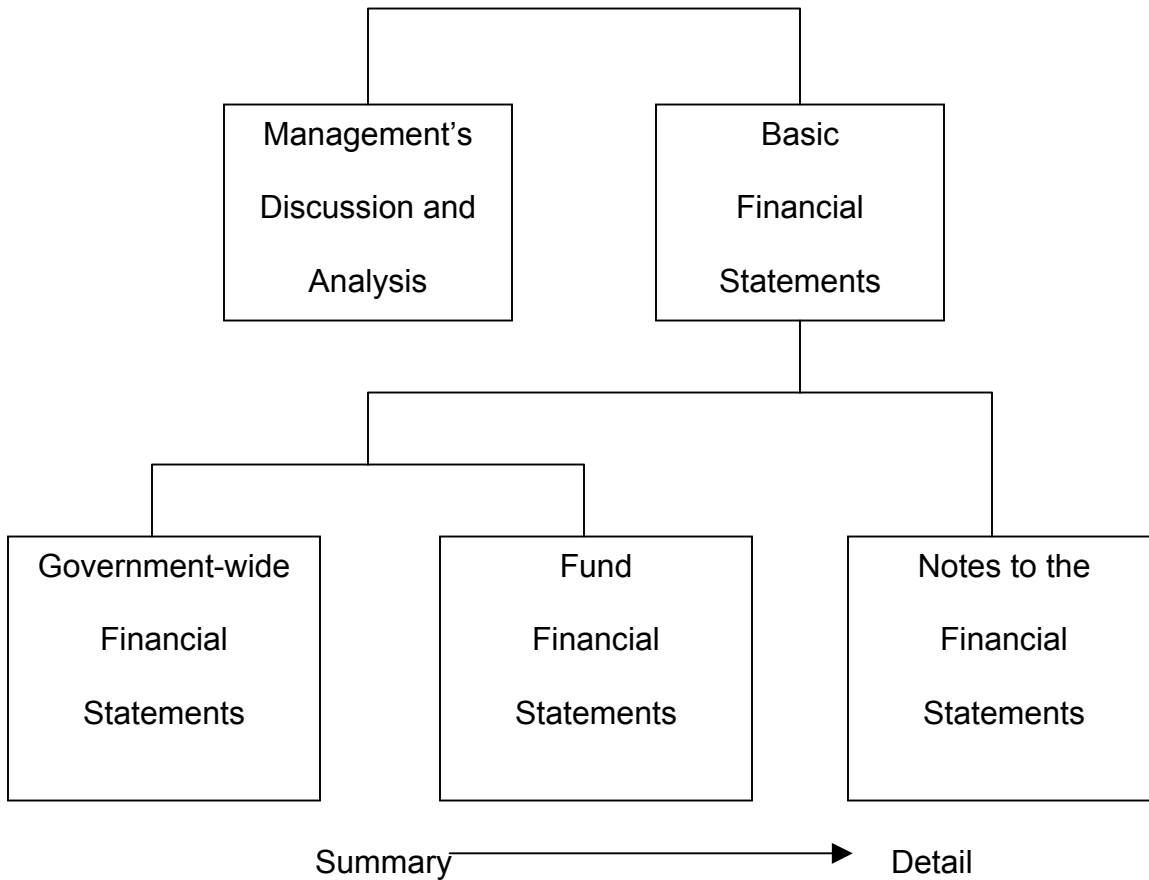 Management’s
Discussion and
Analysis
Basic
Financial
Statements
Government-wide
Financial
Statements
Fund
Financial
Statements
Notes to the
Financial
Statements
Summary
Detail